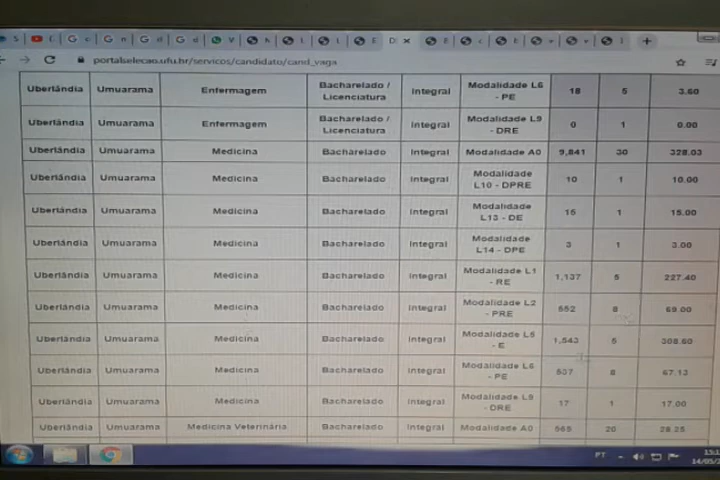 portalselecao.ufu.br/servicos/candidato/cand_vaga
Uberlândia Umuarama Enfermagem Bacharelado / Licenciatura Integral Modalidade L6 - PE 18 5 3.60
Uberlândia Umuarama Enfermagem Bacharelado / Licenciatura Integral Modalidade L9 - DRE 0 1 0.00
Uberlândia Umuarama Medicina Bacharelado Integral Modalidade A0 9,841 30 328.03
Uberlândia Umuarama Medicina Bacharelado Integral Modalidade L10 - DPRE 10 1 10.00
Uberlândia Umuarama Medicina Bacharelado Integral Modalidade L13 - DE 15 1 15.00
Uberlândia Umuarama Medicina Bacharelado Integral Modalidade L14 - DPE 3 1 3.00
Uberlândia Umuarama Medicina Bacharelado Integral Modalidade L1 - RE 1,137 5 227.40
Uberlândia Umuarama Medicina Bacharelado Integral Modalidade L2 - PRE 552 8 69.00
Uberlândia Umuarama Medicina Bacharelado Integral Modalidade L5 - E 1,543 5 308.60
Uberlândia Umuarama Medicina Bacharelado Integral Modalidade L6 - PE 537 8 67.13
Uberlândia Umuarama Medicina Bacharelado Integral Modalidade L9 - DRE 17 1 17.00
Uberlândia Umuarama Medicina Veterinária Bacharelado Integral Modalidade A0 565 20 28.25
PT